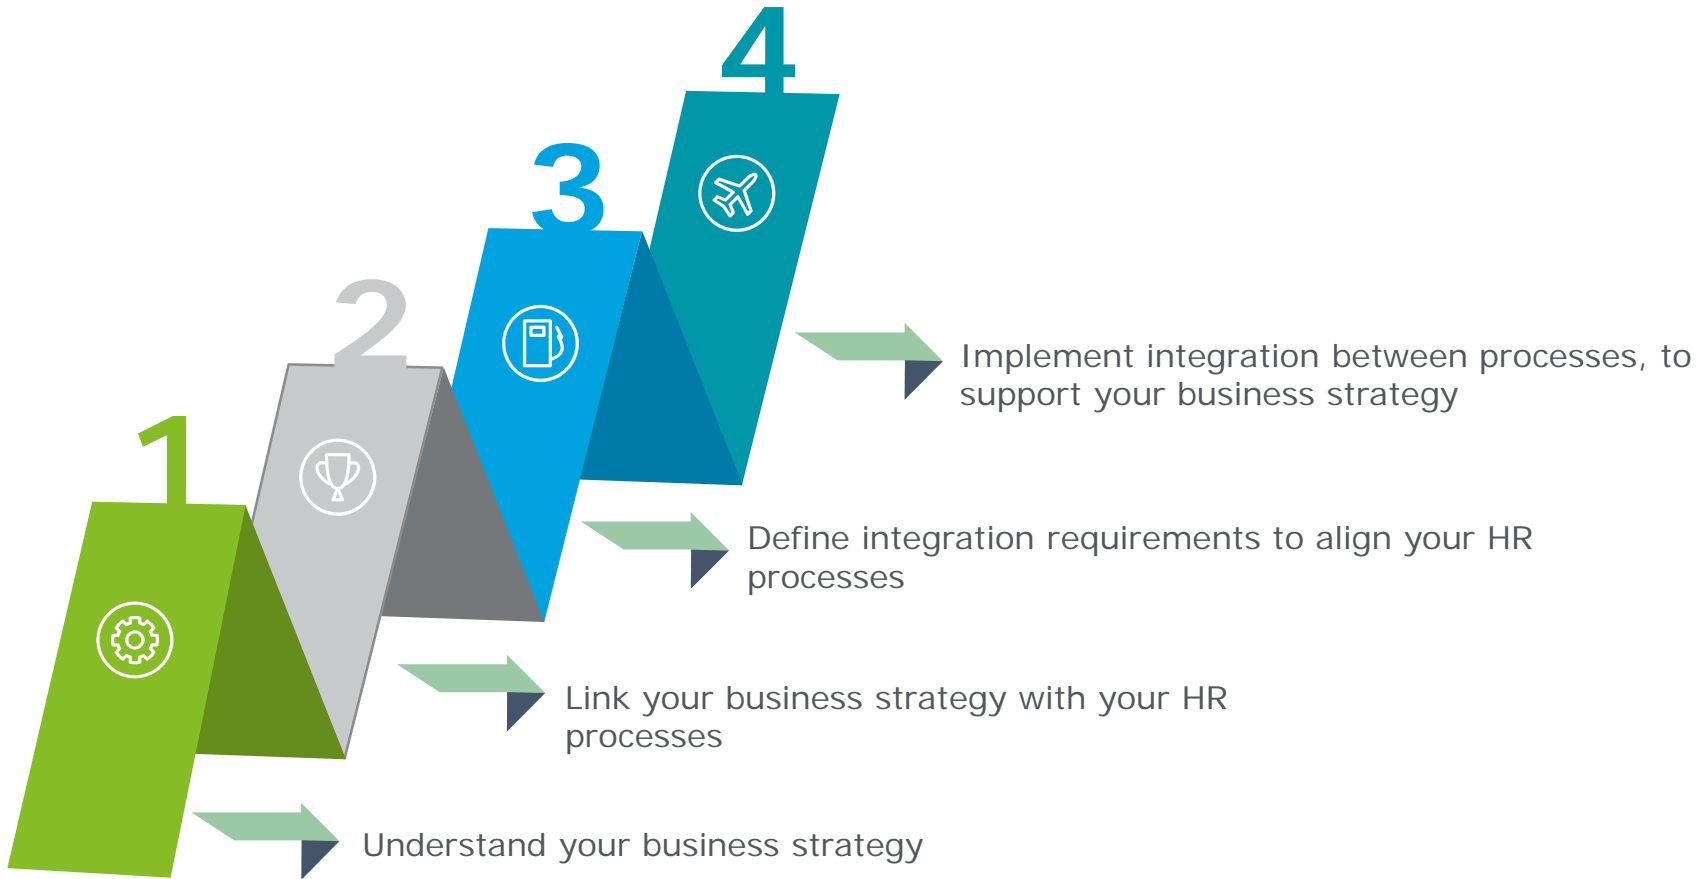 4
3
2
1
Implement integration between processes, to
support your business strategy
Define integration requirements to align your HR
processes
Link your business strategy with your HR
processes
Understand your business strategy